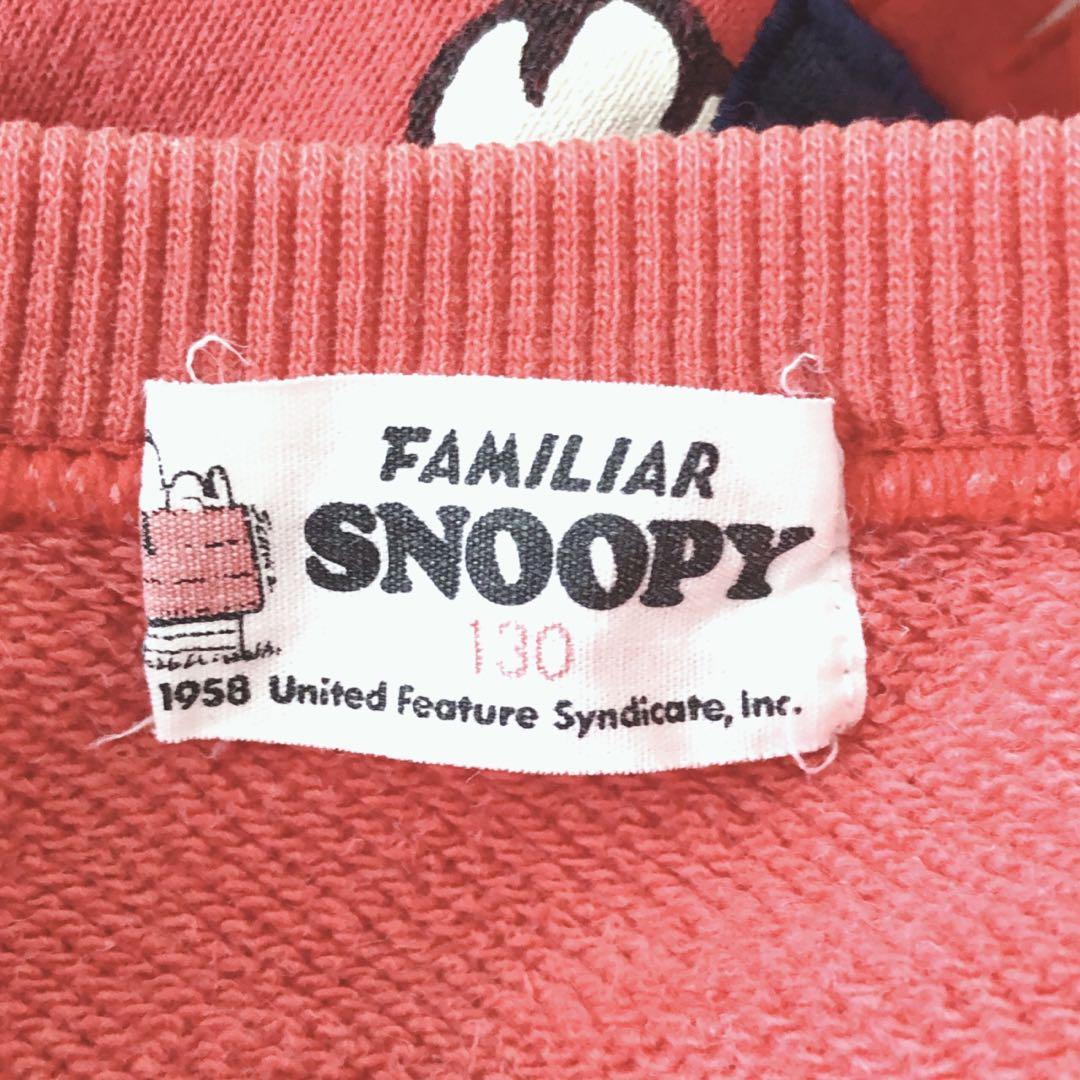 FAMILIAR
SNOOPY
130
1958 United Feature Syndicate, Inc.